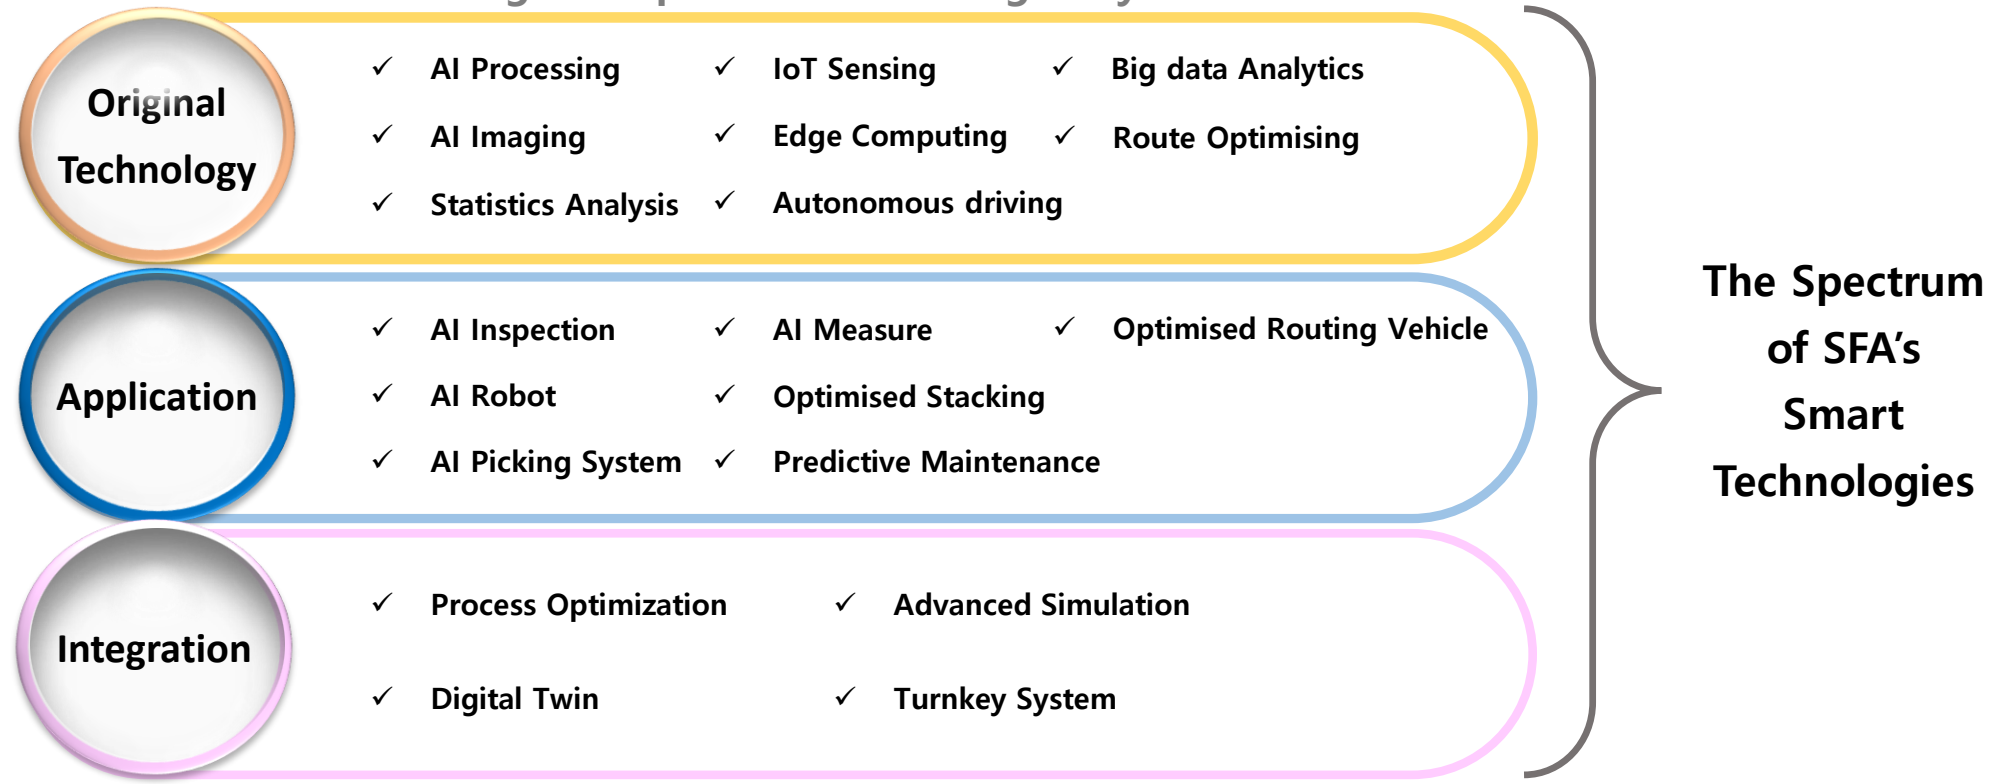 Original
Technology
✓ AI Processing ✓ IoT Sensing ✓ Big data Analytics
✓ AI Imaging ✓ Edge Computing ✓ Route Optimising
✓ Statistics Analysis ✓ Autonomous driving
Application
✓ AI Inspection ✓ AI Measure ✓ Optimised Routing Vehicle
✓ AI Robot ✓ Optimised Stacking
✓ AI Picking System ✓ Predictive Maintenance
Integration
✓ Process Optimization ✓ Advanced Simulation
✓ Digital Twin ✓ Turnkey System
The Spectrum
of SFA’s
Smart
Technologies